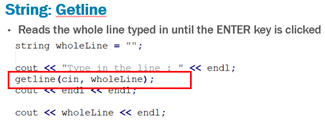 String: Getline
• Reads the whole line typed in until the ENTER key is clicked
string wholeLine = "";
cout << "Type in the line : " << endl;
getline(cin, wholeLine);
cout << endl << endl;
cout << wholeLine << endl;